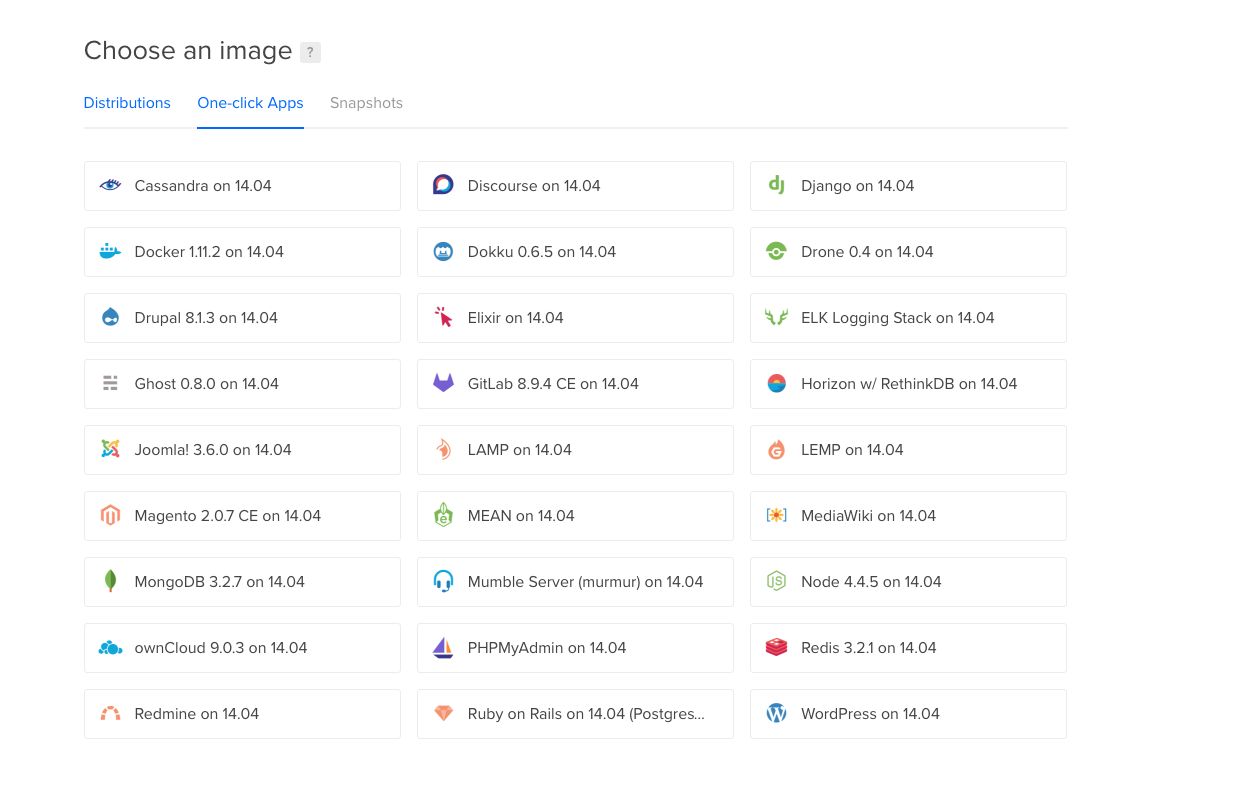 Choose an image ?
Distributions One-click Apps Snapshots
Cassandra on 14.04 Discourse on 14.04 Django on 14.04
Docker 1.11.2 on 14.04 Dokku 0.6.5 on 14.04 Drone 0.4 on 14.04
Drupal 8.1.3 on 14.04 Elixir on 14.04 ELK Logging Stack on 14.04
Ghost 0.8.0 on 14.04 GitLab 8.9.4 CE on 14.04 Horizon w/ RethinkDB on 14.04
Joomla! 3.6.0 on 14.04 LAMP on 14.04 LEMP on 14.04
Magento 2.0.7 CE on 14.04 MEAN on 14.04 MediaWiki on 14.04
MongoDB 3.2.7 on 14.04 Mumble Server (murmur) on 14.04 Node 4.4.5 on 14.04
ownCloud 9.0.3 on 14.04 PHPMyAdmin on 14.04 Redis 3.2.1 on 14.04
Redmine on 14.04 Ruby on Rails on 14.04 (Postgres... WordPress on 14.04